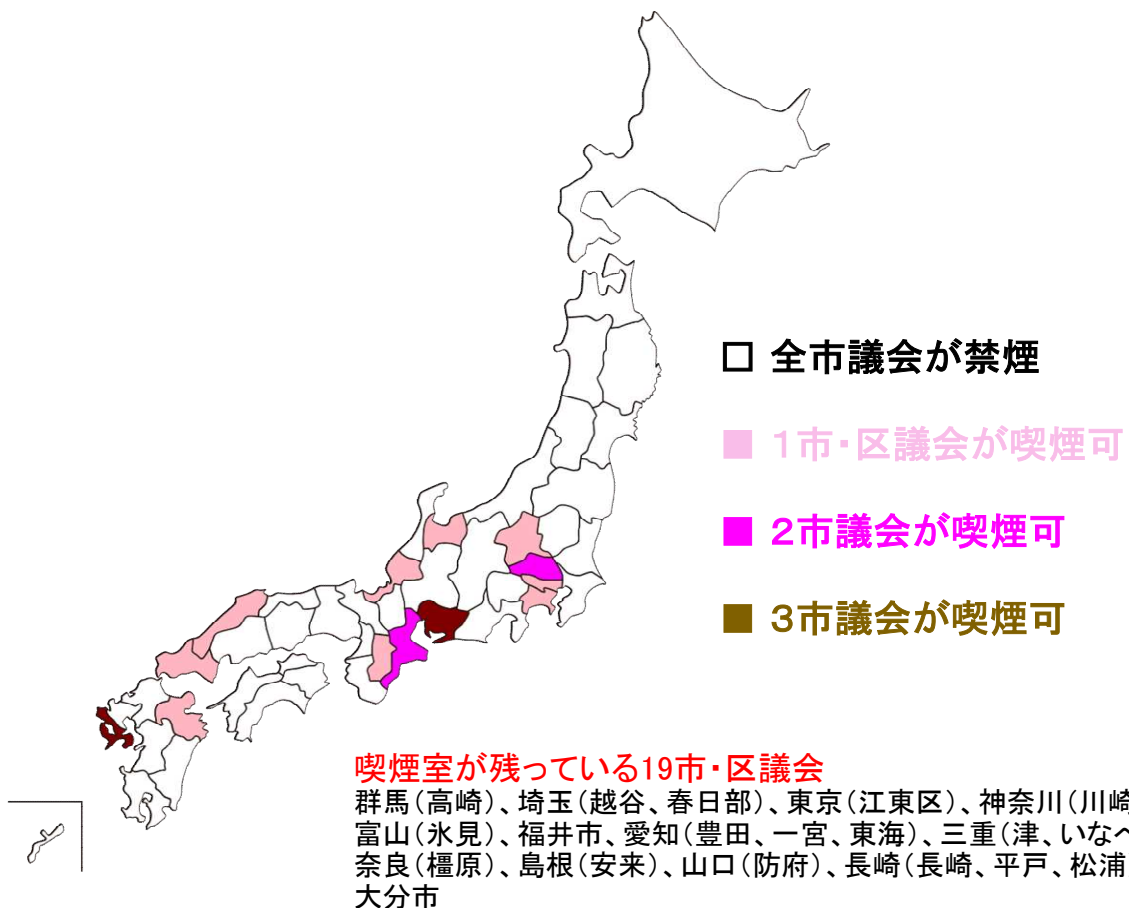 □ 全市議会が禁煙
■ 1市・区議会が喫煙可
■ 2市議会が喫煙可
■ 3市議会が喫煙可
喫煙室が残っている19市・区議会
群馬(高崎)、埼玉(越谷、春日部)、東京(江東区)、神奈川(川崎
富山(氷見)、福井市、愛知(豊田、一宮、東海)、三重(津、いなべ
奈良(橿原)、島根(安来)、山口(防府)、長崎(長崎、平戸、松浦
大分市